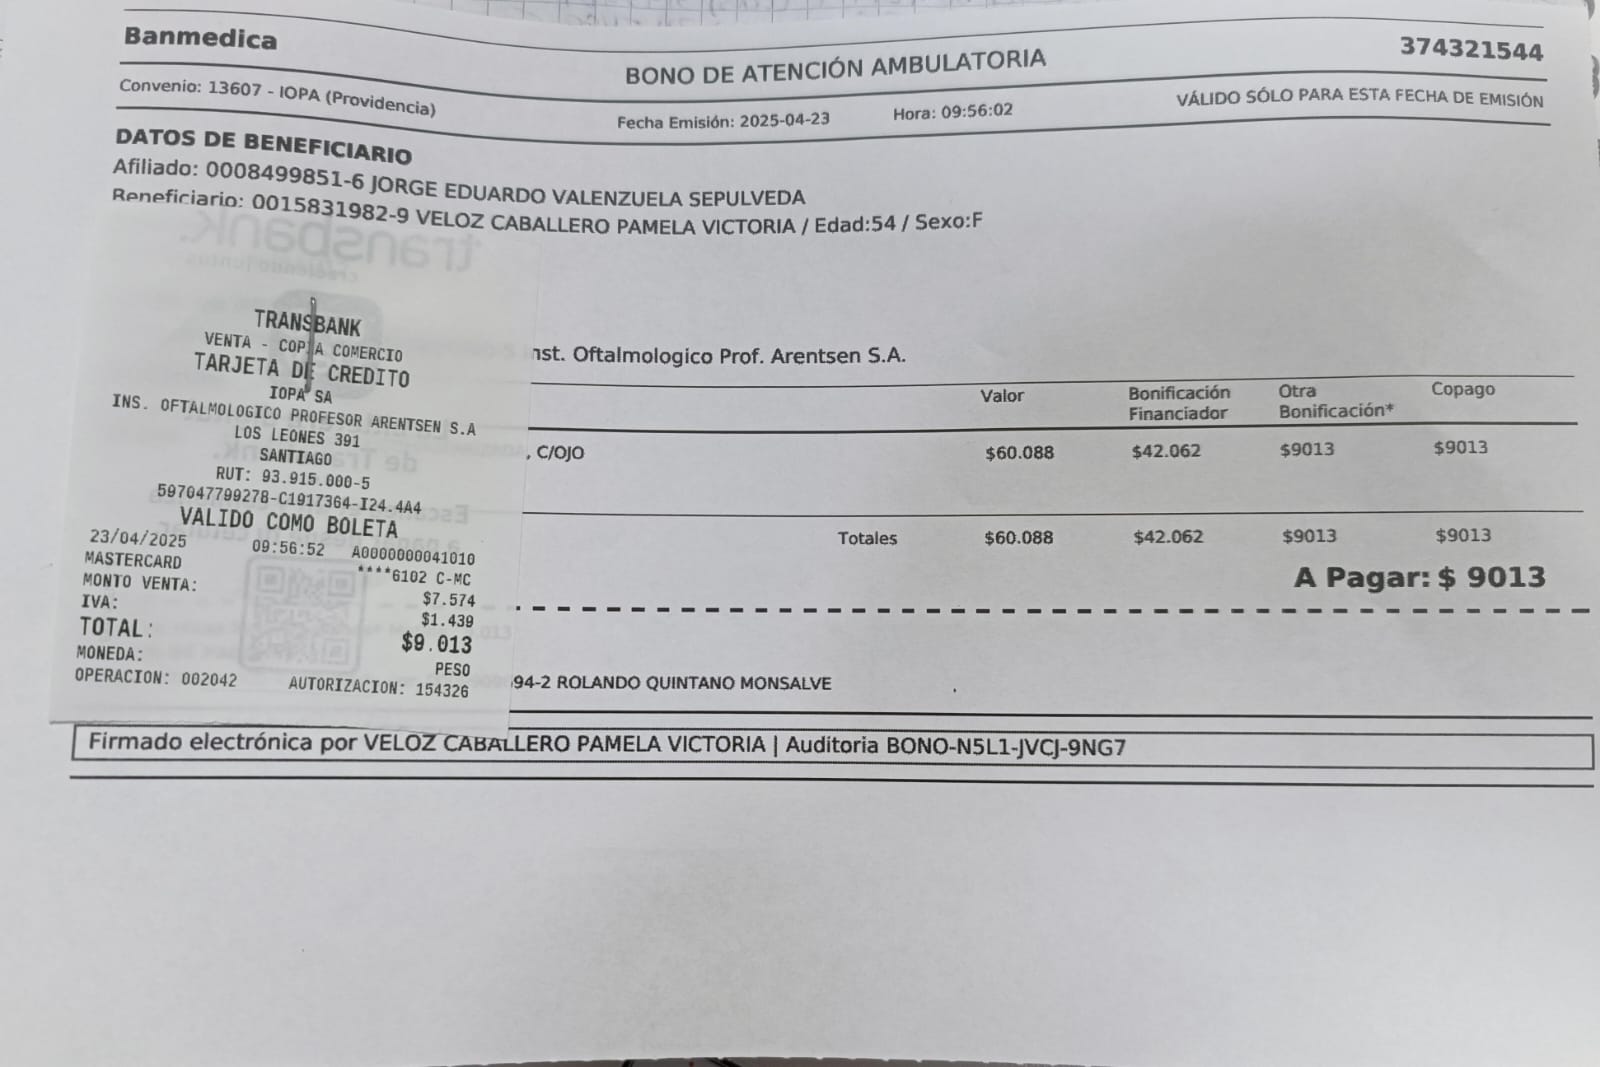 Banmedica
BONO DE ATENCIÓN AMBULATORIA
374321544
Convenio: 13607 - IOPA (Providencia)
Fecha Emisión: 2025-04-23
Hora: 09:56:02
VÁLIDO SÓLO PARA ESTA FECHA DE EMISIÓN
DATOS DE BENEFICIARIO
Afiliado: 0008499851-6 JORGE EDUARDO VALENZUELA SEPULVEDA
Beneficiario: 0015831982-9 VELOZ CABALLERO PAMELA VICTORIA / Edad:54 / Sexo:F
transbank.
TRANSBANK
VENTA - COPIA COMERCIO
TARJETA DE CREDITO
IOPA SA
INS. OFTALMOLOGICO PROFESOR ARENTSEN S.A
LOS LEONES 391
SANTIAGO
RUT: 93.915.000-5
597047799278-C1917364-I24.4A4
VALIDO COMO BOLETA
23/04/2025 09:56:52 A0000000041010
MASTERCARD ****6102 C-MC
MONTO VENTA: $7.574
IVA: $1.439
TOTAL: $9.013
MONEDA: PESO
OPERACION: 002042 AUTORIZACION: 154326
nst. Oftalmologico Prof. Arentsen S.A.
Valor Bonificación Financiador Otra Bonificación* Copago
, C/OJO $60.088 $42.062 $9013 $9013
Totales $60.088 $42.062 $9013 $9013
A Pagar: $ 9013
94-2 ROLANDO QUINTANO MONSALVE
Firmado electrónica por VELOZ CABALLERO PAMELA VICTORIA | Auditoria BONO-N5L1-JVCJ-9NG7